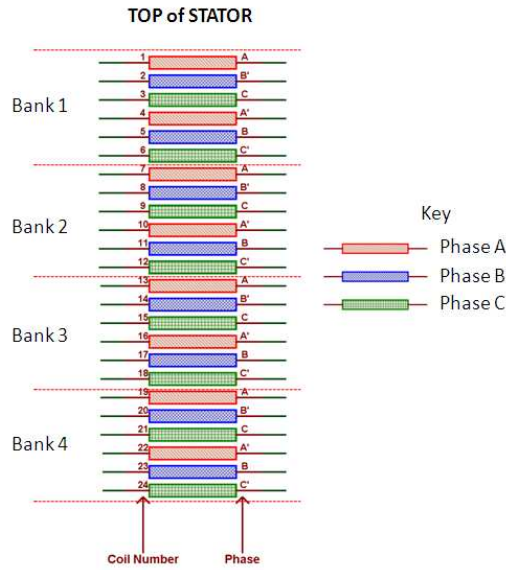 TOP of STATOR
Bank 1
1 A
2 B'
3 C
4 A'
5 B
6 C'
Bank 2
7 A
8 B'
9 C
10 A'
11 B
12 C'
Bank 3
13 A
14 B'
15 C
16 A'
17 B
18 C'
Bank 4
19 A
20 B'
21 C
22 A'
23 B
24 C'
Coil Number
Phase
Key
Phase A
Phase B
Phase C